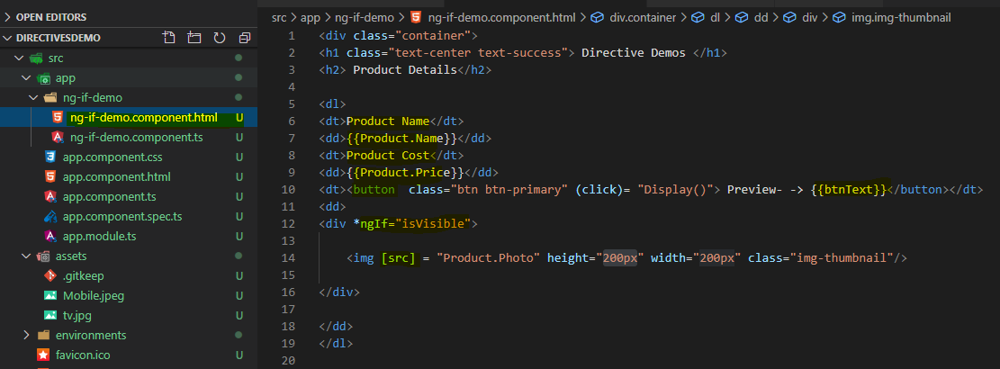 OPEN EDITORS
DIRECTIVESDEMO
src
app
ng-if-demo
ng-if-demo.component.html U
ng-if-demo.component.ts U
app.component.css U
app.component.html U
app.component.ts U
app.component.spec.ts U
app.module.ts U
assets
.gitkeep U
Mobile.jpeg U
tv.jpg U
environments
favicon.ico U
src > app > ng-if-demo > ng-if-demo.component.html > div.container > dl > dd > div > img.img-thumbnail
1 <div class="container">
2 <h1 class="text-center text-success"> Directive Demos </h1>
3 <h2> Product Details</h2>
4
5 <dl>
6 <dt>Product Name</dt>
7 <dd>{{Product.Name}}</dd>
8 <dt>Product Cost</dt>
9 <dd>{{Product.Price}}</dd>
10 <dt><button  class="btn btn-primary" (click)= "Display()"> Preview- -> {{btnText}}</button></dt>
11 <dd>
12 <div *ngIf="isVisible">
13
14 <img [src] = "Product.Photo" height="200px" width="200px" class="img-thumbnail"/>
15
16 </div>
17
18 </dd>
19 </dl>
20